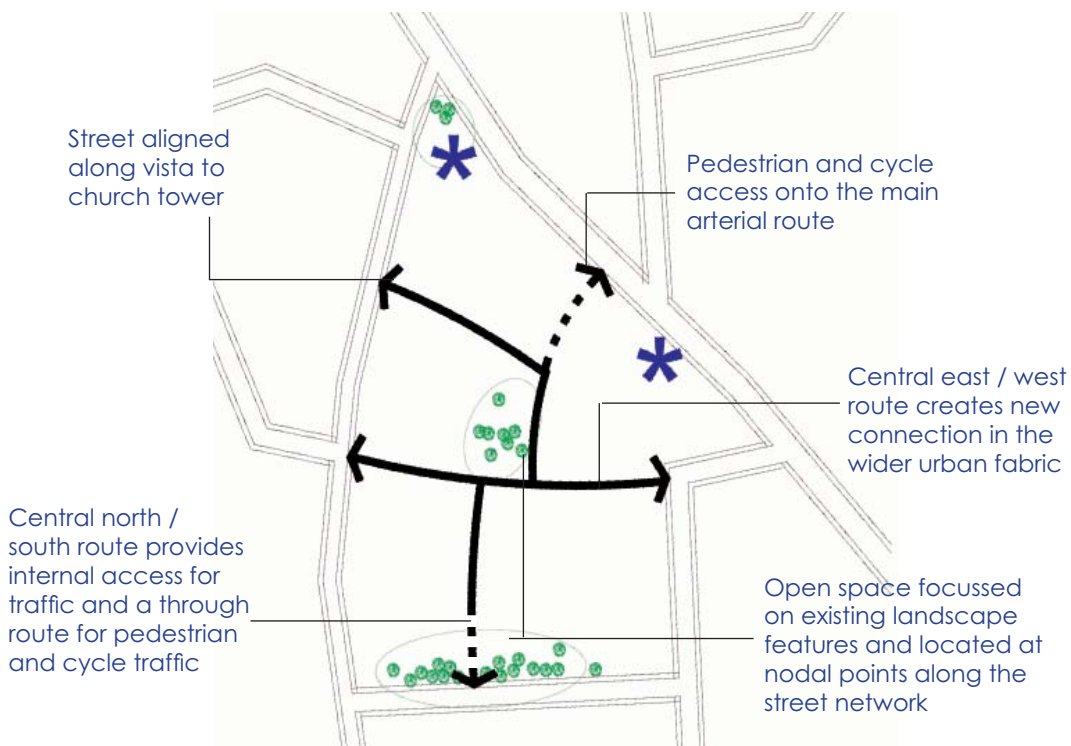 Street aligned
along vista to
church tower
Pedestrian and cycle
access onto the main
arterial route
Central east / west
route creates new
connection in the
wider urban fabric
Central north /
south route provides
internal access for
traffic and a through
route for pedestrian
and cycle traffic
Open space focussed
on existing landscape
features and located at
nodal points along the
street network